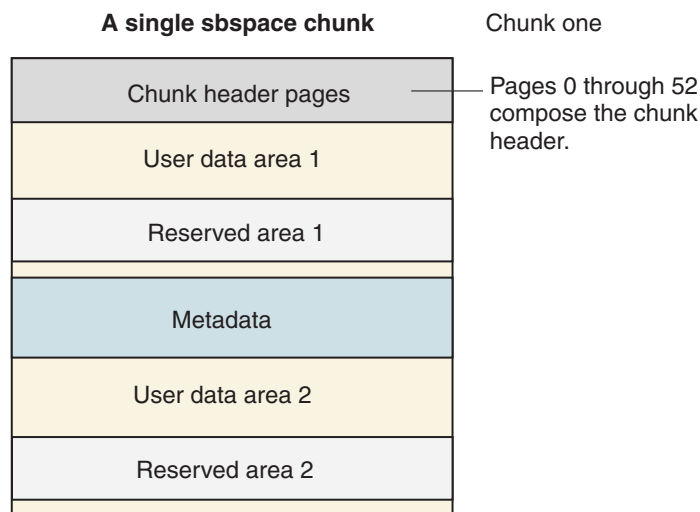 A single sbspace chunk
Chunk one
Chunk header pages
Pages 0 through 52
compose the chunk
header.
User data area 1
Reserved area 1
Metadata
User data area 2
Reserved area 2